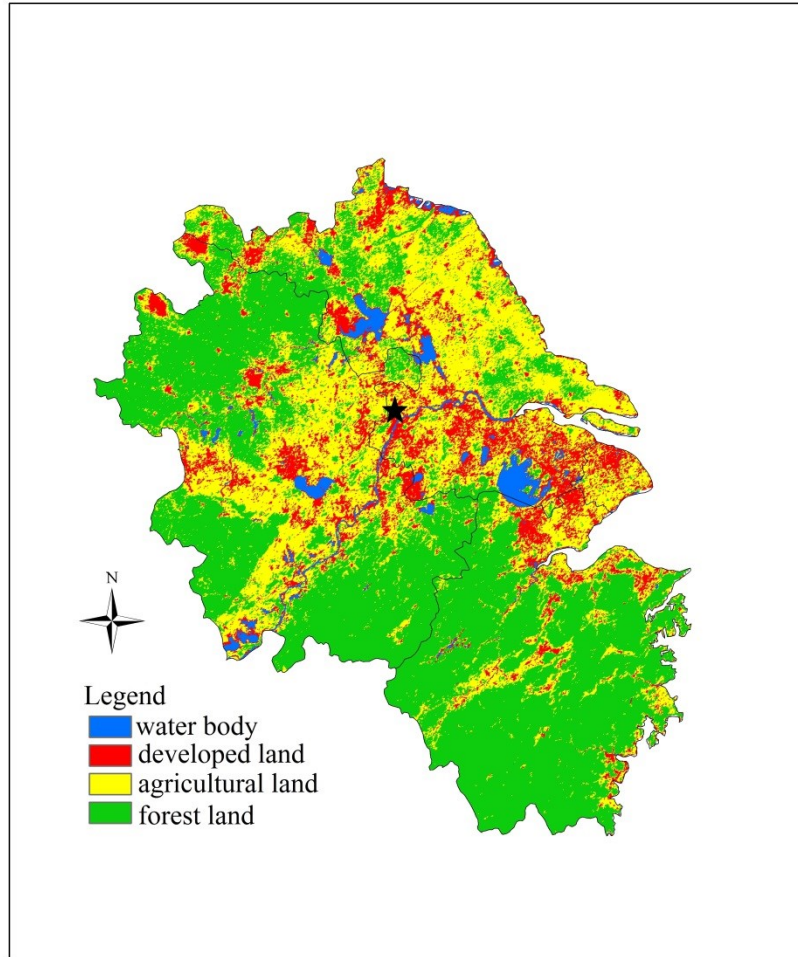 N
Legend
water body
developed land
agricultural land
forest land